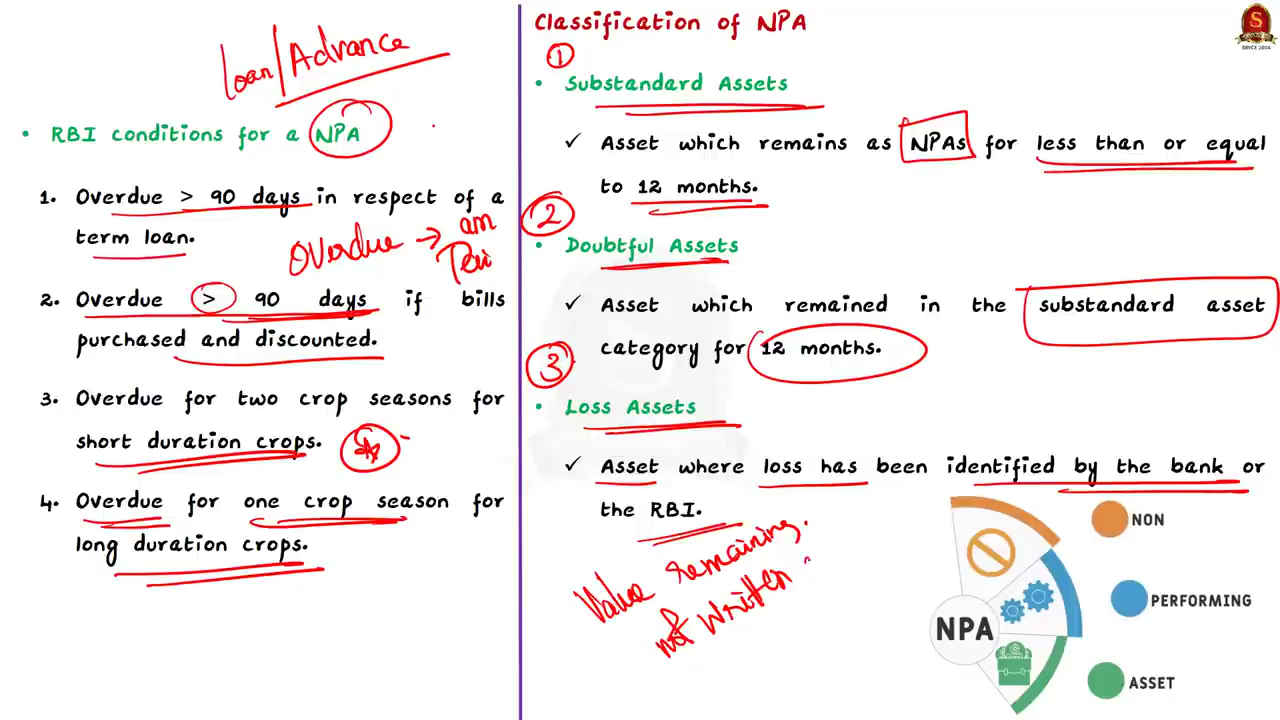 Loan/Advance
• RBI conditions for a NPA
1. Overdue > 90 days in respect of a
term loan.
Overdue → am
2. Overdue > 90 days if bills
purchased and discounted.
3. Overdue for two crop seasons for
short duration crops.
4. Overdue for one crop season for
long duration crops.
Classification of NPA
1
• Substandard Assets
✓ Asset which remains as NPAs for less than or equal
to 12 months.
2
• Doubtful Assets
✓ Asset which remained in the substandard asset
category for 12 months.
3
• Loss Assets
✓ Asset where loss has been identified by the bank or
the RBI.
Value remaining.
not written
NPA
NON
PERFORMING
ASSET
S
SINCE 2004